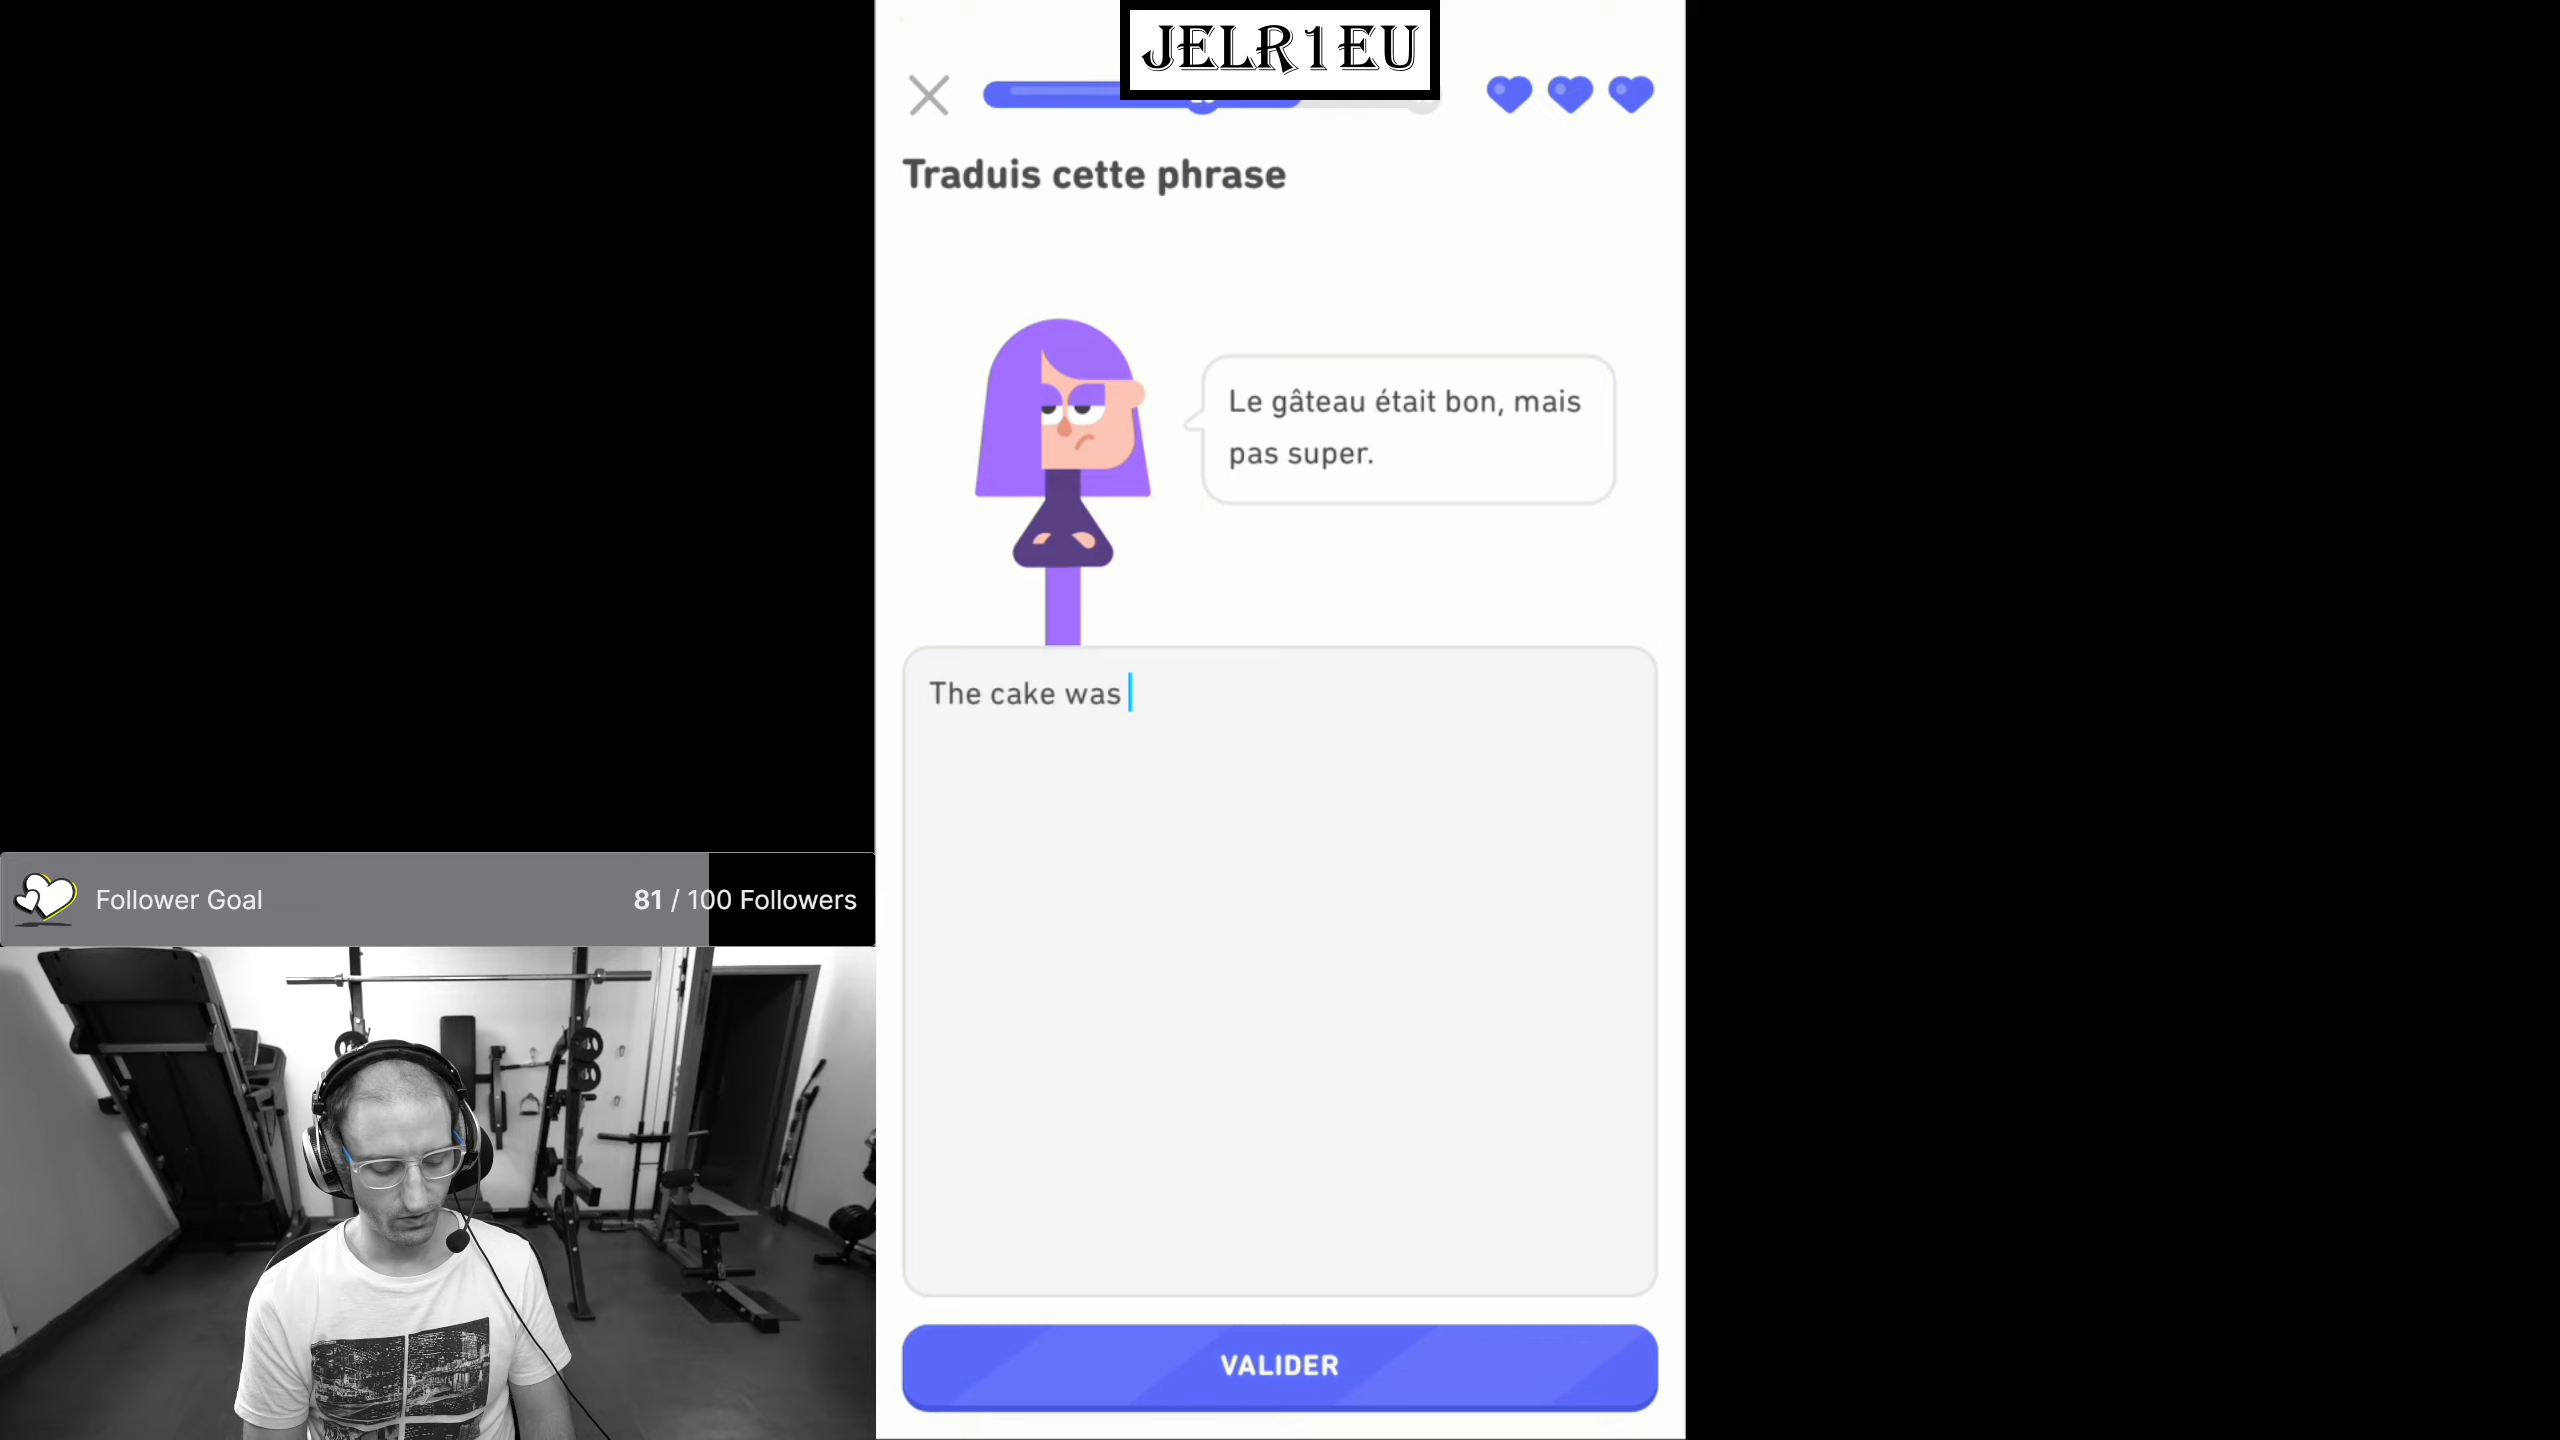 JELR1EU
Traduis cette phrase
Le gâteau était bon, mais
pas super.
The cake was
Follower Goal
81 / 100 Followers
VALIDER